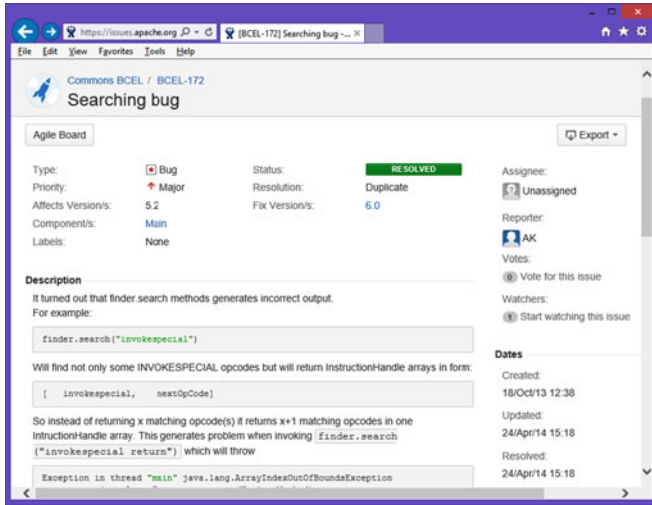 https://issues.apache.org
[BCEL-172] Searching bug -...
File Edit View Favorites Tools Help
Commons BCEL / BCEL-172
Searching bug
Agile Board
Export
Type: Bug Status: RESOLVED
Priority: Major Resolution: Duplicate
Affects Version/s: 5.2 Fix Version/s: 6.0
Component/s: Main
Labels: None
Assignee:
Unassigned
Reporter:
AK
Votes:
0 Vote for this issue
Watchers:
1 Start watching this issue
Description
It turned out that finder.search methods generates incorrect output.
For example:
finder.search("invokespecial")
Will find not only some INVOKESPECIAL opcodes but will return InstructionHandle arrays in form:
[ invokespecial, nextOpCode]
So instead of returning x matching opcode(s) it returns x+1 matching opcodes in one
IntructionHandle array. This generates problem when invoking finder.search
("invokespecial return") which will throw
Exception in thread "main" java.lang.ArrayIndexOutOfBoundsException
Dates
Created:
18/Oct/13 12:38
Updated:
24/Apr/14 15:18
Resolved:
24/Apr/14 15:18